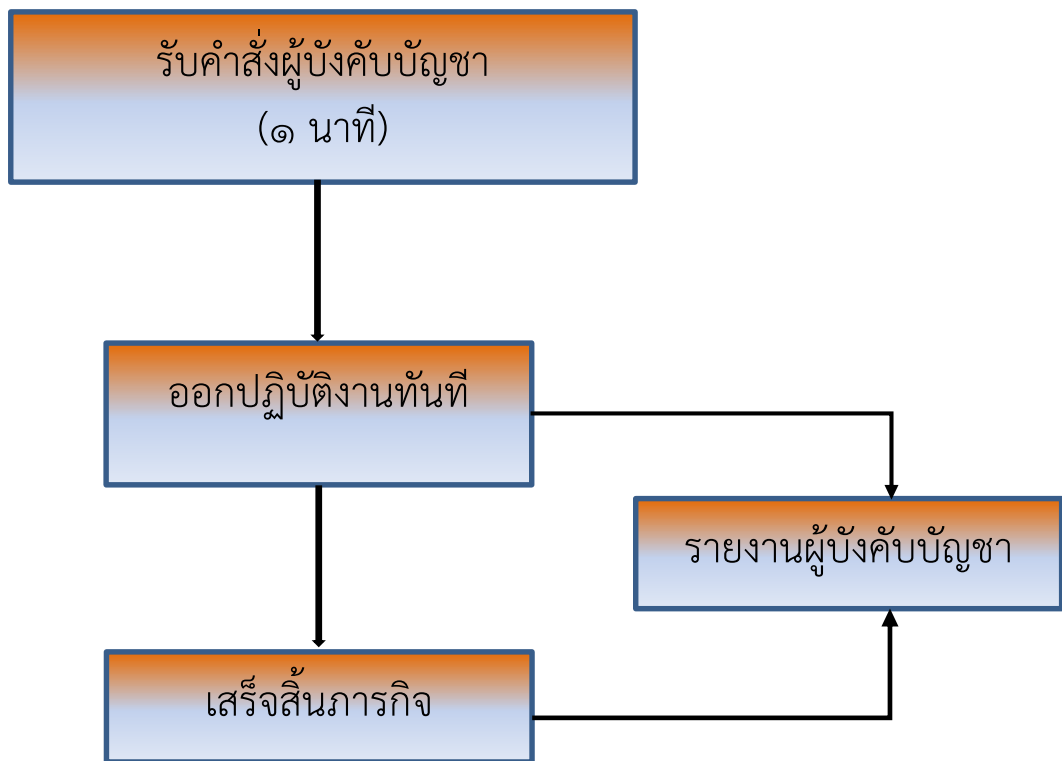 รับคำสั่งผู้บังคับบัญชา
(๑ นาที)
ออกปฏิบัติงานทันที
รายงานผู้บังคับบัญชา
เสร็จสิ้นภารกิจ